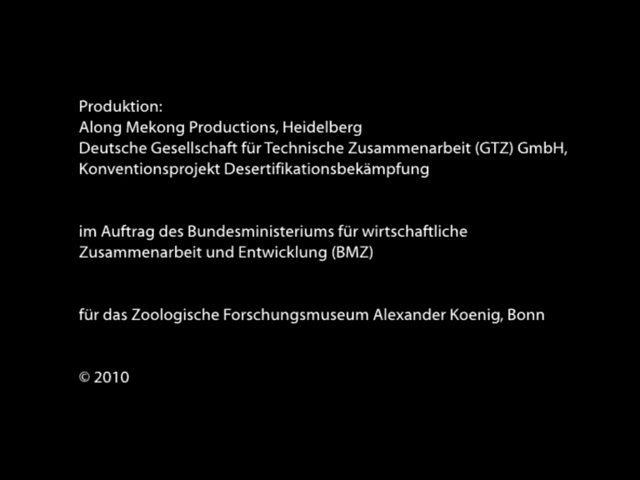 Produktion:
Along Mekong Productions, Heidelberg
Deutsche Gesellschaft für Technische Zusammenarbeit (GTZ) GmbH,
Konventionsprojekt Desertifikationsbekämpfung
im Auftrag des Bundesministeriums für wirtschaftliche
Zusammenarbeit und Entwicklung (BMZ)
für das Zoologische Forschungsmuseum Alexander Koenig, Bonn
© 2010